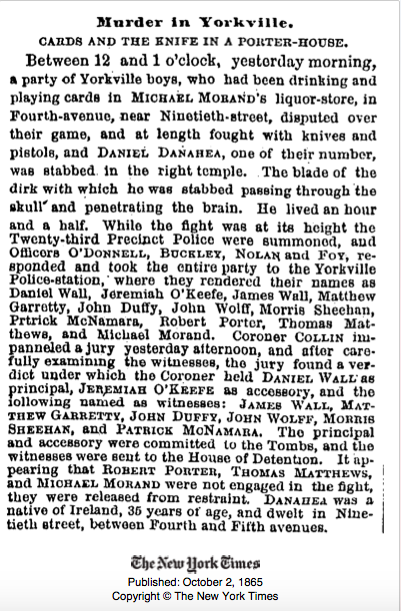 Murder in Yorkville.
CARDS AND THE KNIFE IN A PORTER-HOUSE.
Between 12 and 1 o'clock, yesterday morning,
a party of Yorkville boys, who had been drinking and
playing cards in MICHAEL MORAND's liquor-store, in
Fourth-avenue, near Ninetieth-street, disputed over
their game, and at length fought with knives and
pistols, and DANIEL DANAHEA, one of their number,
was stabbed in the right temple. The blade of the
dirk with which he was stabbed passing through the
skull and penetrating the brain. He lived an hour
and a half. While the fight was at its height the
Twenty-third Precinct Police were summoned, and
Officers O'DONNELL, BUCKLEY, NOLAN and FOY, re-
sponded and took the entire party to the Yorkville
Police-station, where they rendered their names as
Daniel Wall, Jeremiah O'Keefe, James Wall, Matthew
Garretty, John Duffy, John Wolff, Morris Sheehan,
Prtrick McNamara, Robert Porter, Thomas Mat-
thews, and Michael Morand. Coroner COLLIN im-
panneled a jury yesterday afternoon, and after care-
fully examining the witnesses, the jury found a ver-
dict under which the Coroner held DANIEL WALL as
principal, JEREMIAH O'KEEFE as accessory, and the
following named as witnesses: JAMES WALL, MAT-
THEW GARRETTY, JOHN DUFFY, JOHN WOLFF, MORRIS
SHEEHAN, and PATRICK MCNAMARA. The principal
and accessory were committed to the Tombs, and the
witnesses were sent to the House of Detention. It ap-
pearing that ROBERT PORTER, THOMAS MATTHEWS,
and MICHAEL MORAND were not engaged in the fight,
they were released from restraint. DANAHEA was a
native of Ireland, 35 years of age, and dwelt in Nine-
tieth street, between Fourth and Fifth avenues.
The New York Times
Published: October 2, 1865
Copyright © The New York Times